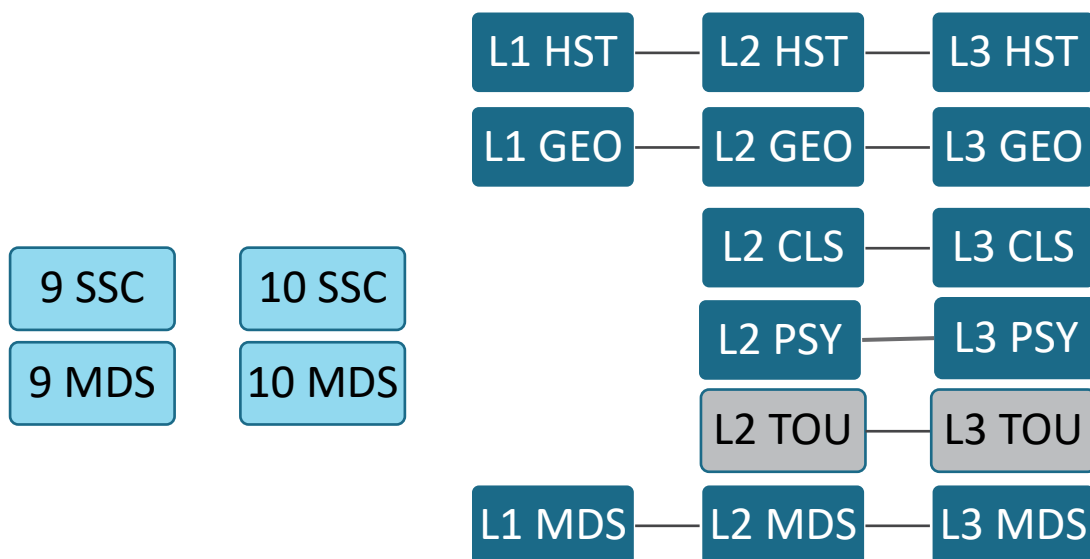 L1 HST L2 HST L3 HST
L1 GEO L2 GEO L3 GEO
L2 CLS L3 CLS
9 SSC 10 SSC
L2 PSY L3 PSY
9 MDS 10 MDS
L2 TOU L3 TOU
L1 MDS L2 MDS L3 MDS